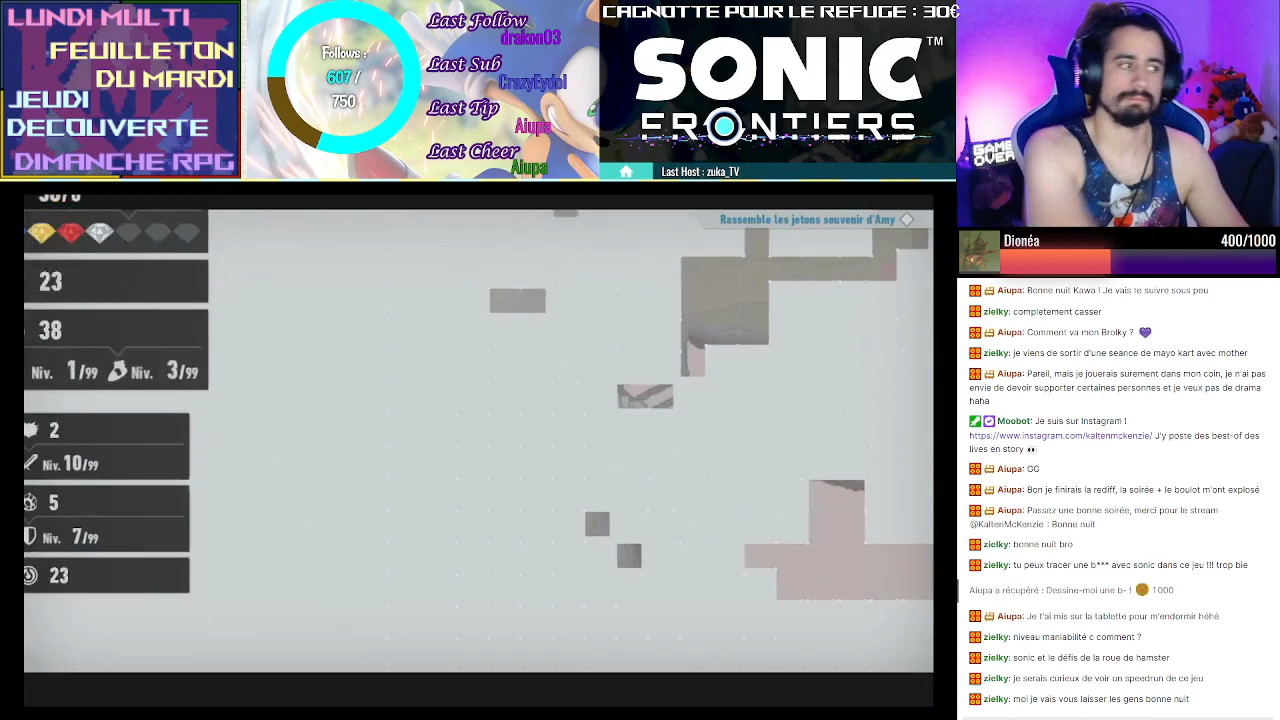 LUNDI MULTI
FEUILLETON
DU MARDI
JEUDI
DECOUVERTE
DIMANCHE RPG
Follows :
607 /
750
Last Follow
drakon03
Last Sub
CrazyEydol
Last Tip
Aiupa
Last Cheer
Aiupa
CAGNOTTE POUR LE REFUGE : 30€
SONIC™
FRONTIERS
Last Host : zuka_TV
GAME
OVER
Dionéa 400/1000
Rassemble les jetons souvenir d'Amy
23
38
Niv. 1/99 Niv. 3/99
2
Niv. 10/99
5
Niv. 7/99
23
Aiupa: Bonne nuit Kawa ! Je vais te suivre sous peu
zielky: completement casser
Aiupa: Comment va mon Brolky ? 💜
zielky: je viens de sortir d'une seance de mayo kart avec mother
Aiupa: Pareil, mais je jouerais surement dans mon coin, je n'ai pas
envie de devoir supporter certaines personnes et je veux pas de drama
haha
Moobot: Je suis sur Instagram !
https://www.instagram.com/kaltenmckenzie/ J'y poste des best-of des
lives en story 👀
Aiupa: GG
Aiupa: Bon je finirais la rediff, la soirée + le boulot m'ont explosé
Aiupa: Passez une bonne soirée, merci pour le stream
@KaltenMcKenzie : Bonne nuit
zielky: bonne nuit bro
zielky: tu peux tracer une b*** avec sonic dans ce jeu !!! trop bie
Aiupa a récupéré : Dessine-moi une b- ! 1000
Aiupa: Je t'ai mis sur la tablette pour m'endormir héhé
zielky: niveau maniabilité c comment ?
zielky: sonic et le défis de la roue de hamster
zielky: je serais curieux de voir un speedrun de ce jeu
zielky: moi je vais vous laisser les gens bonne nuit